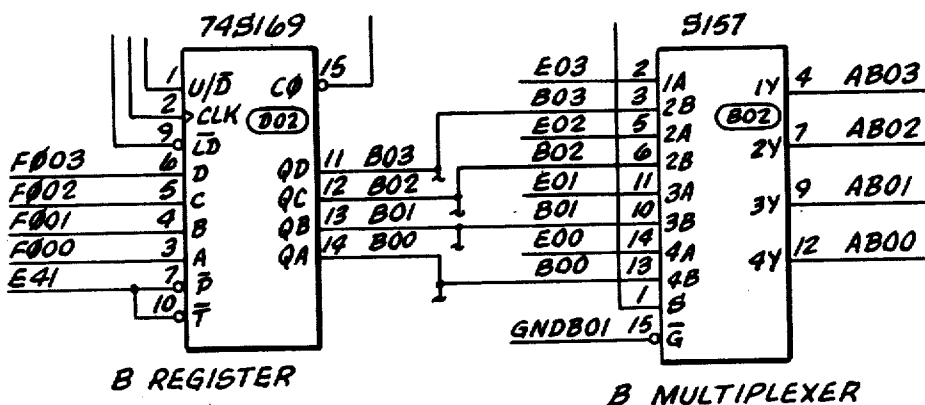 74S169
S157
1 U/D̅
2 CLK
9 L̅D̅
15 CØ
D02
FØ03 6 D
FØ02 5 C
FØ01 4 B
FØ00 3 A
E41 7 P̅
10 T̅
QD 11 B03
QC 12 B02
QB 13 B01
QA 14 B00
B REGISTER
E03 2 1A
B03 3 2B
E02 5 2A
B02 6 2B
E01 11 3A
B01 10 3B
E00 14 4A
B00 13 4B
1 S
GNDB01 15 G̅
B02
1Y 4 AB03
2Y 7 AB02
3Y 9 AB01
4Y 12 AB00
B MULTIPLEXER